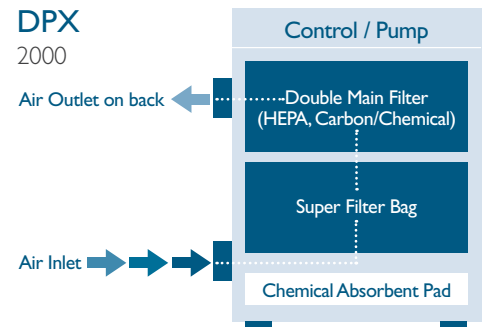 DPX
2000
Control / Pump
Air Outlet on back
Double Main Filter
(HEPA, Carbon/Chemical)
Super Filter Bag
Air Inlet
Chemical Absorbent Pad